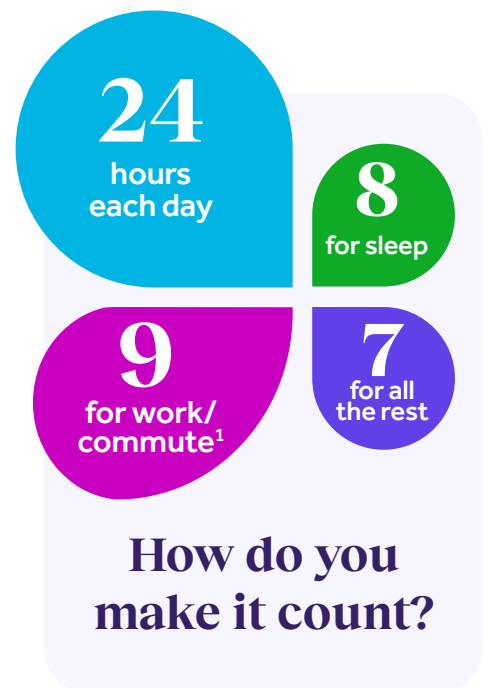 24
hours
each day
8
for sleep
9
for work/
commute¹
7
for all
the rest
How do you
make it count?